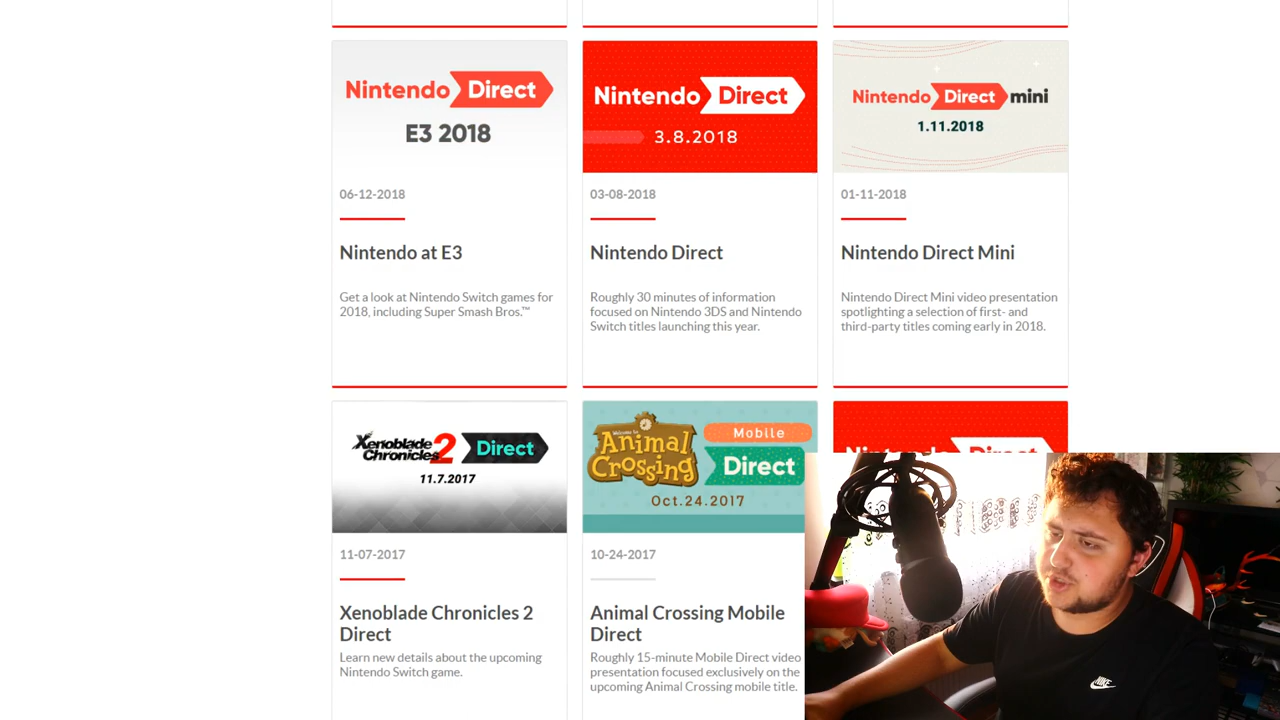 Nintendo Direct
E3 2018
06-12-2018
Nintendo at E3
Get a look at Nintendo Switch games for
2018, including Super Smash Bros.™
Nintendo Direct
3.8.2018
03-08-2018
Nintendo Direct
Roughly 30 minutes of information
focused on Nintendo 3DS and Nintendo
Switch titles launching this year.
Nintendo Direct mini
1.11.2018
01-11-2018
Nintendo Direct Mini
Nintendo Direct Mini video presentation
spotlighting a selection of first- and
third-party titles coming early in 2018.
Xenoblade
Chronicles 2 Direct
11.7.2017
11-07-2017
Xenoblade Chronicles 2
Direct
Learn new details about the upcoming
Nintendo Switch game.
Welcome to
Animal
Crossing
Mobile
Direct
Oct.24.2017
10-24-2017
Animal Crossing Mobile
Direct
Roughly 15-minute Mobile Direct video
presentation focused exclusively on the
upcoming Animal Crossing mobile title.
Nintendo Direct
NIKE